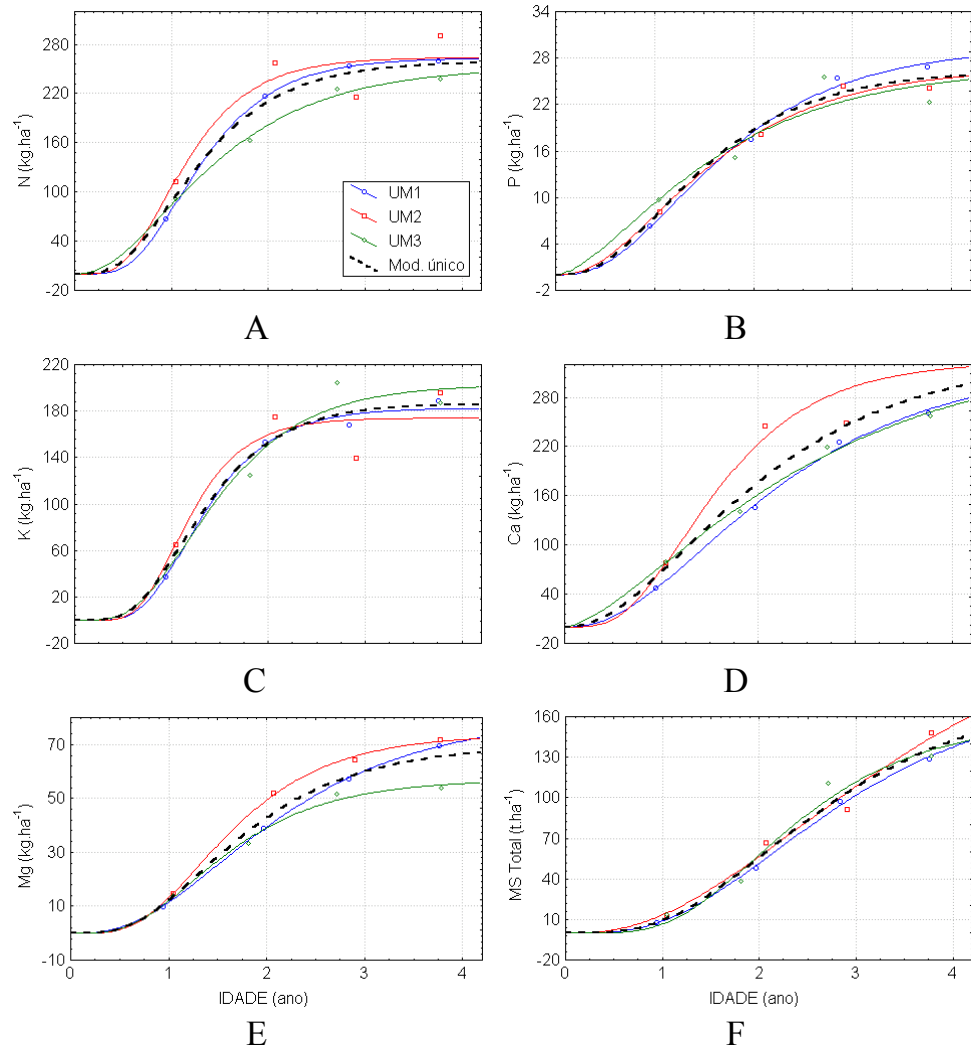 N (kg.ha-1)
280
220
160
100
40
-20
UM1
UM2
UM3
Mod. único
A
P (kg.ha-1)
34
28
22
16
10
4
-2
B
K (kg.ha-1)
220
180
140
100
60
20
-20
C
Ca (kg.ha-1)
280
220
160
100
40
-20
D
Mg (kg.ha-1)
70
50
30
10
-10
0 1 2 3 4
IDADE (ano)
E
MS Total (t.ha-1)
160
130
100
70
40
10
-20
0 1 2 3 4
IDADE (ano)
F